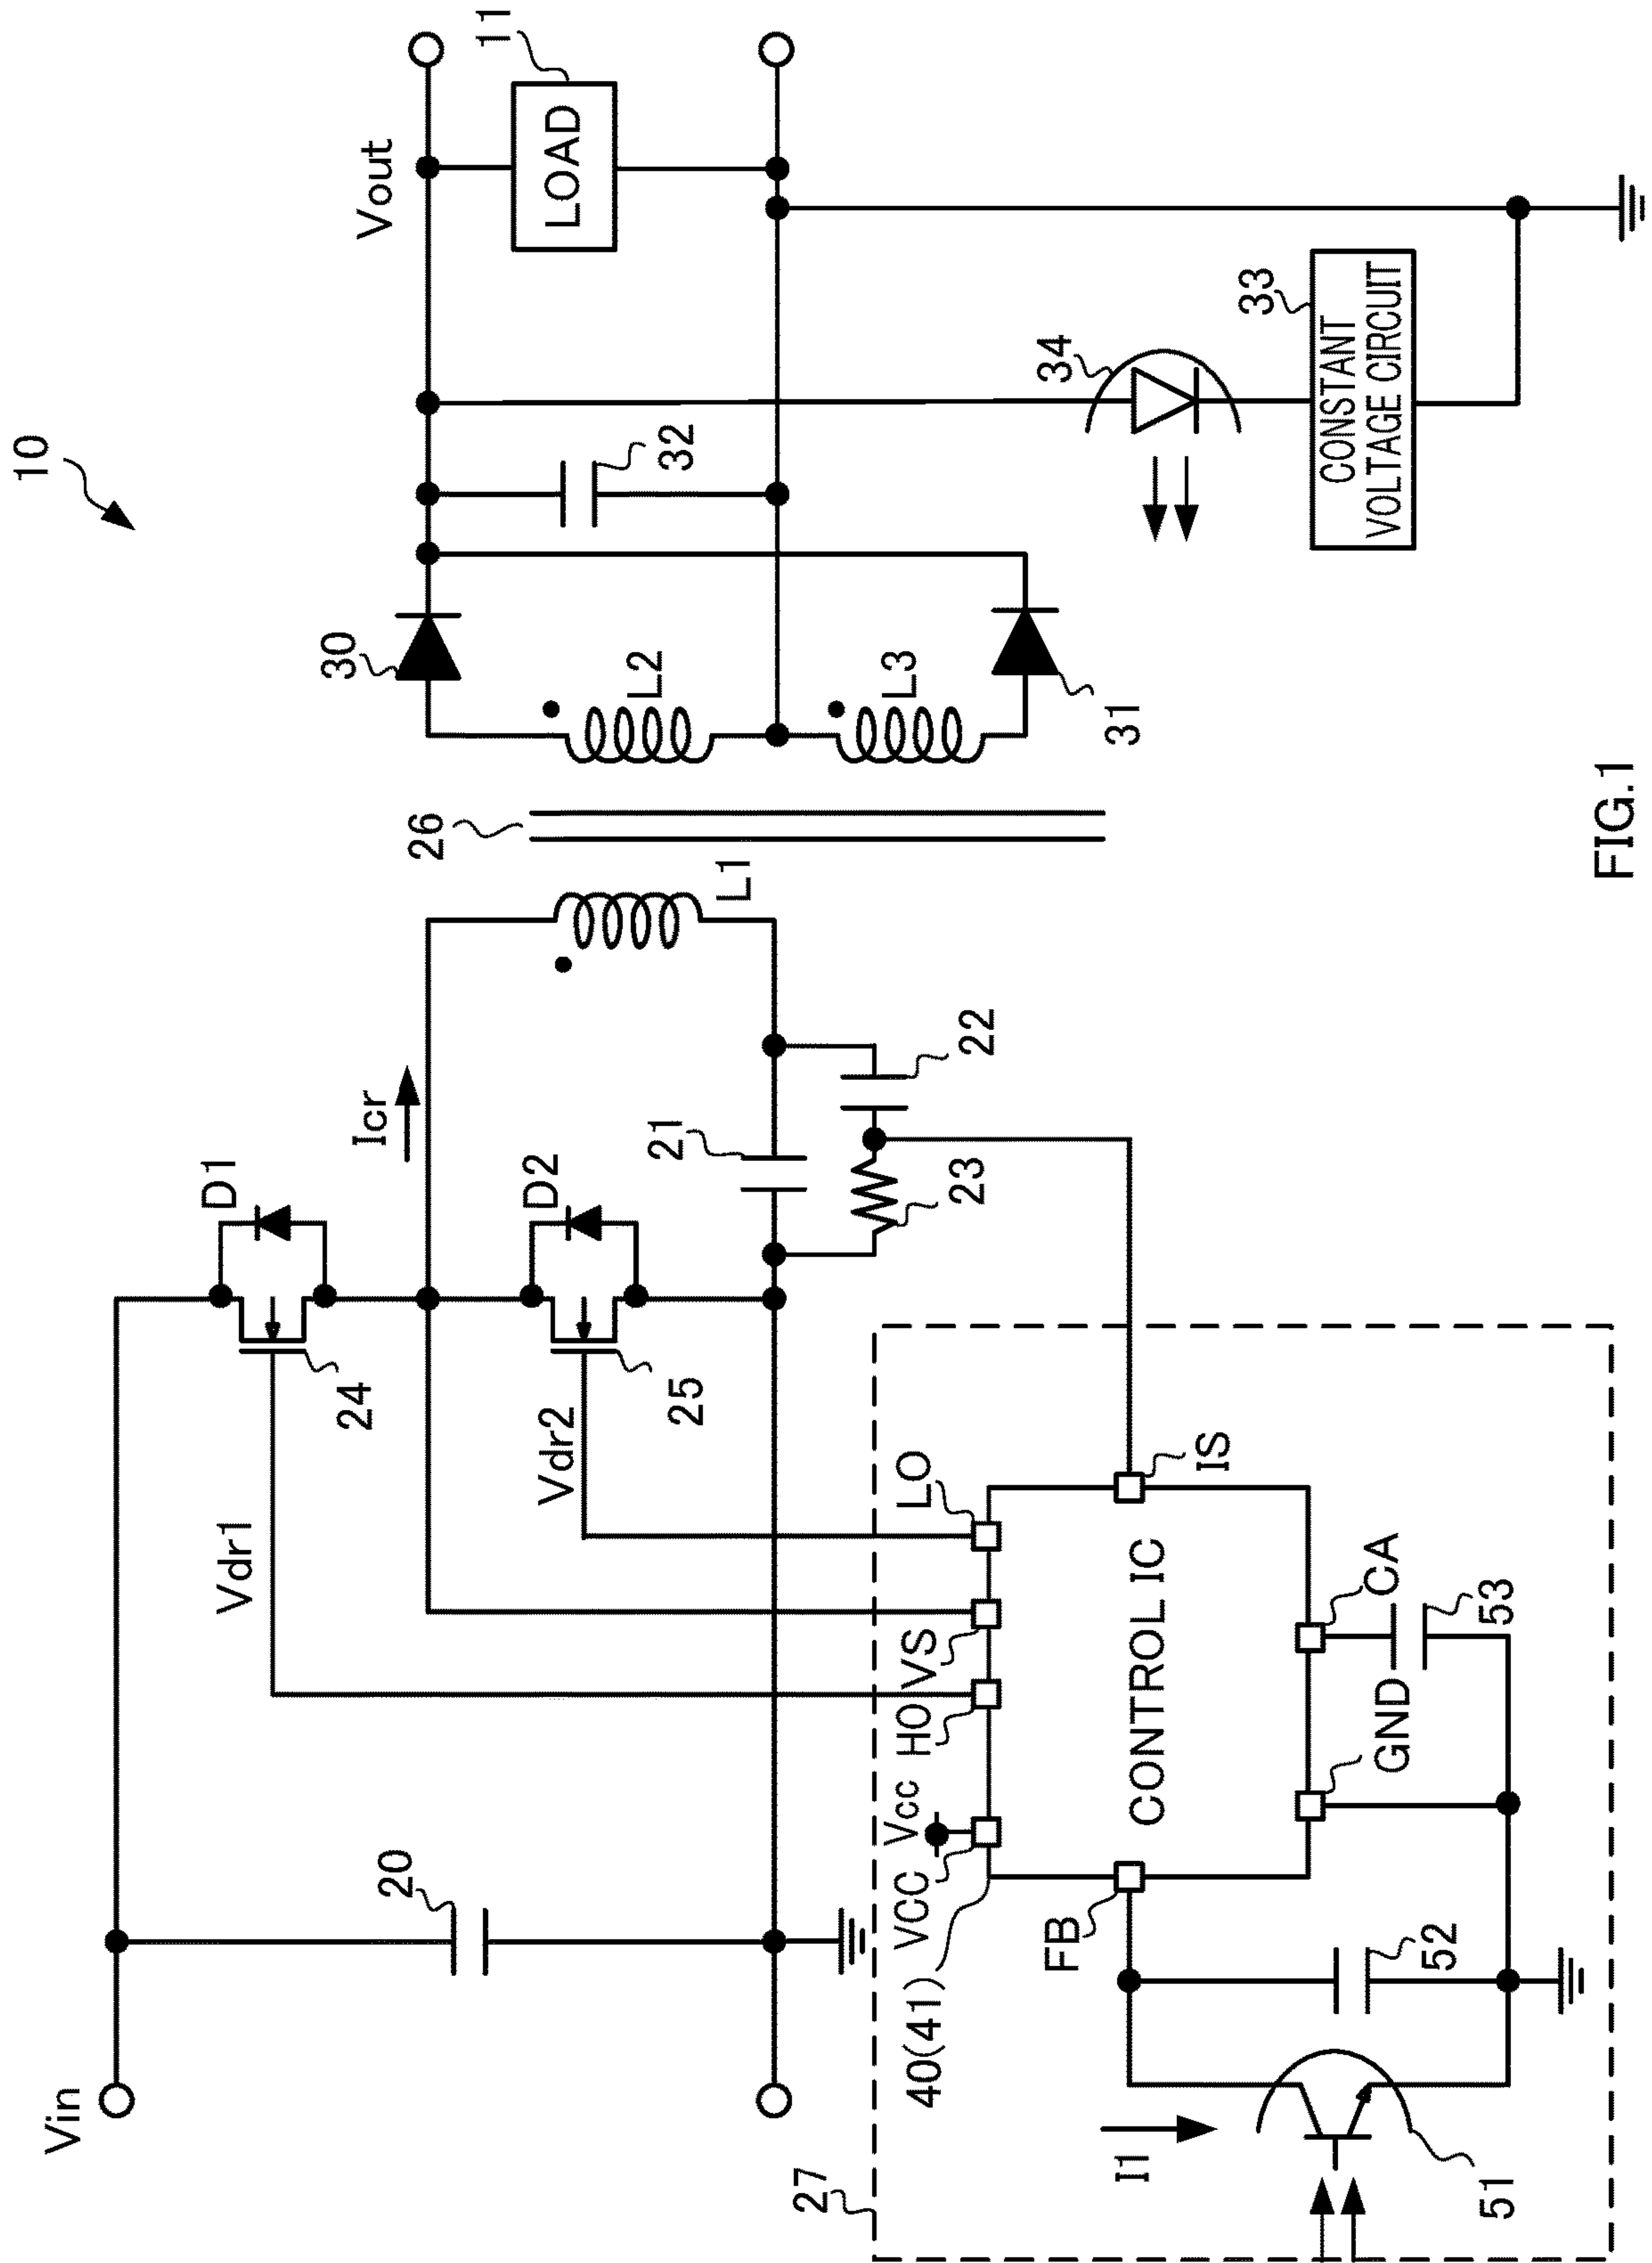 10
Vin
20
Vdr1
24
D1
Vdr2
25
D2
Icr
21
22
23
L1
26
30
L2
L3
31
32
Vout
LOAD
11
34
33
CONSTANT
VOLTAGE CIRCUIT
27
40(41)
VCC
Vcc
HO
VS
LO
FB
CONTROL IC
IS
I1
51
52
GND
CA
53
FIG.1